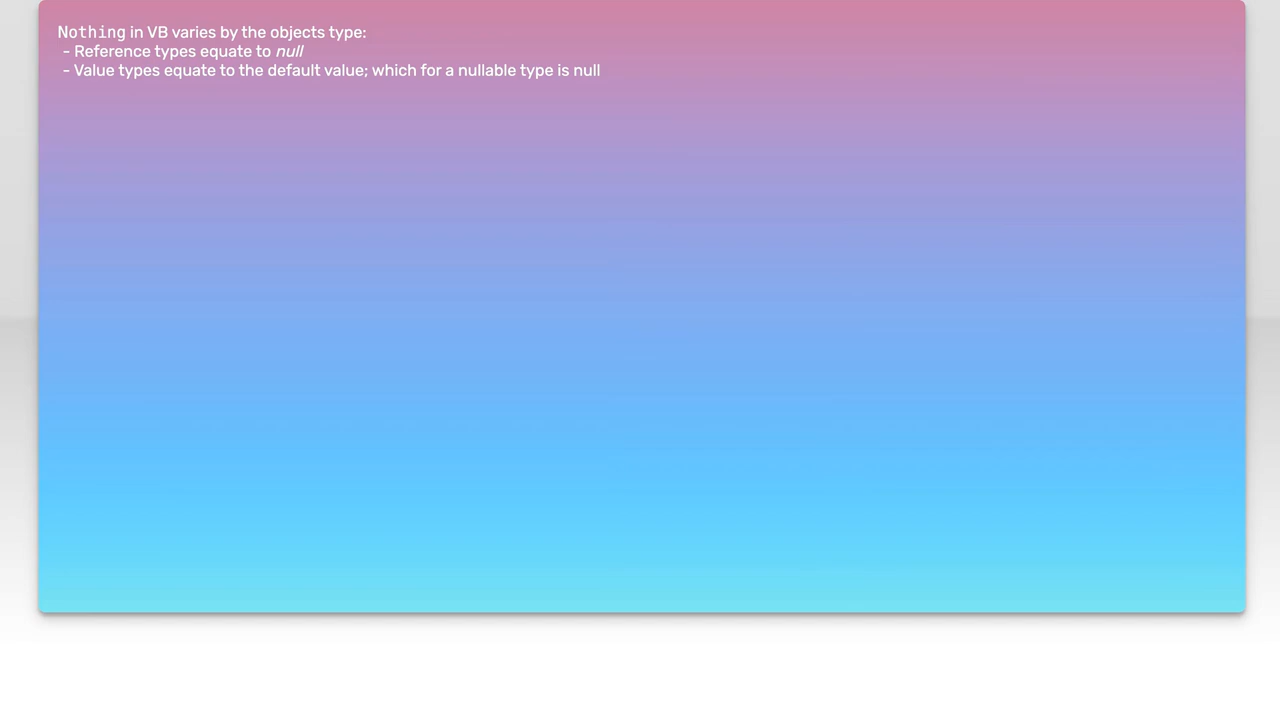 Nothing in VB varies by the objects type:
- Reference types equate to null
- Value types equate to the default value; which for a nullable type is null